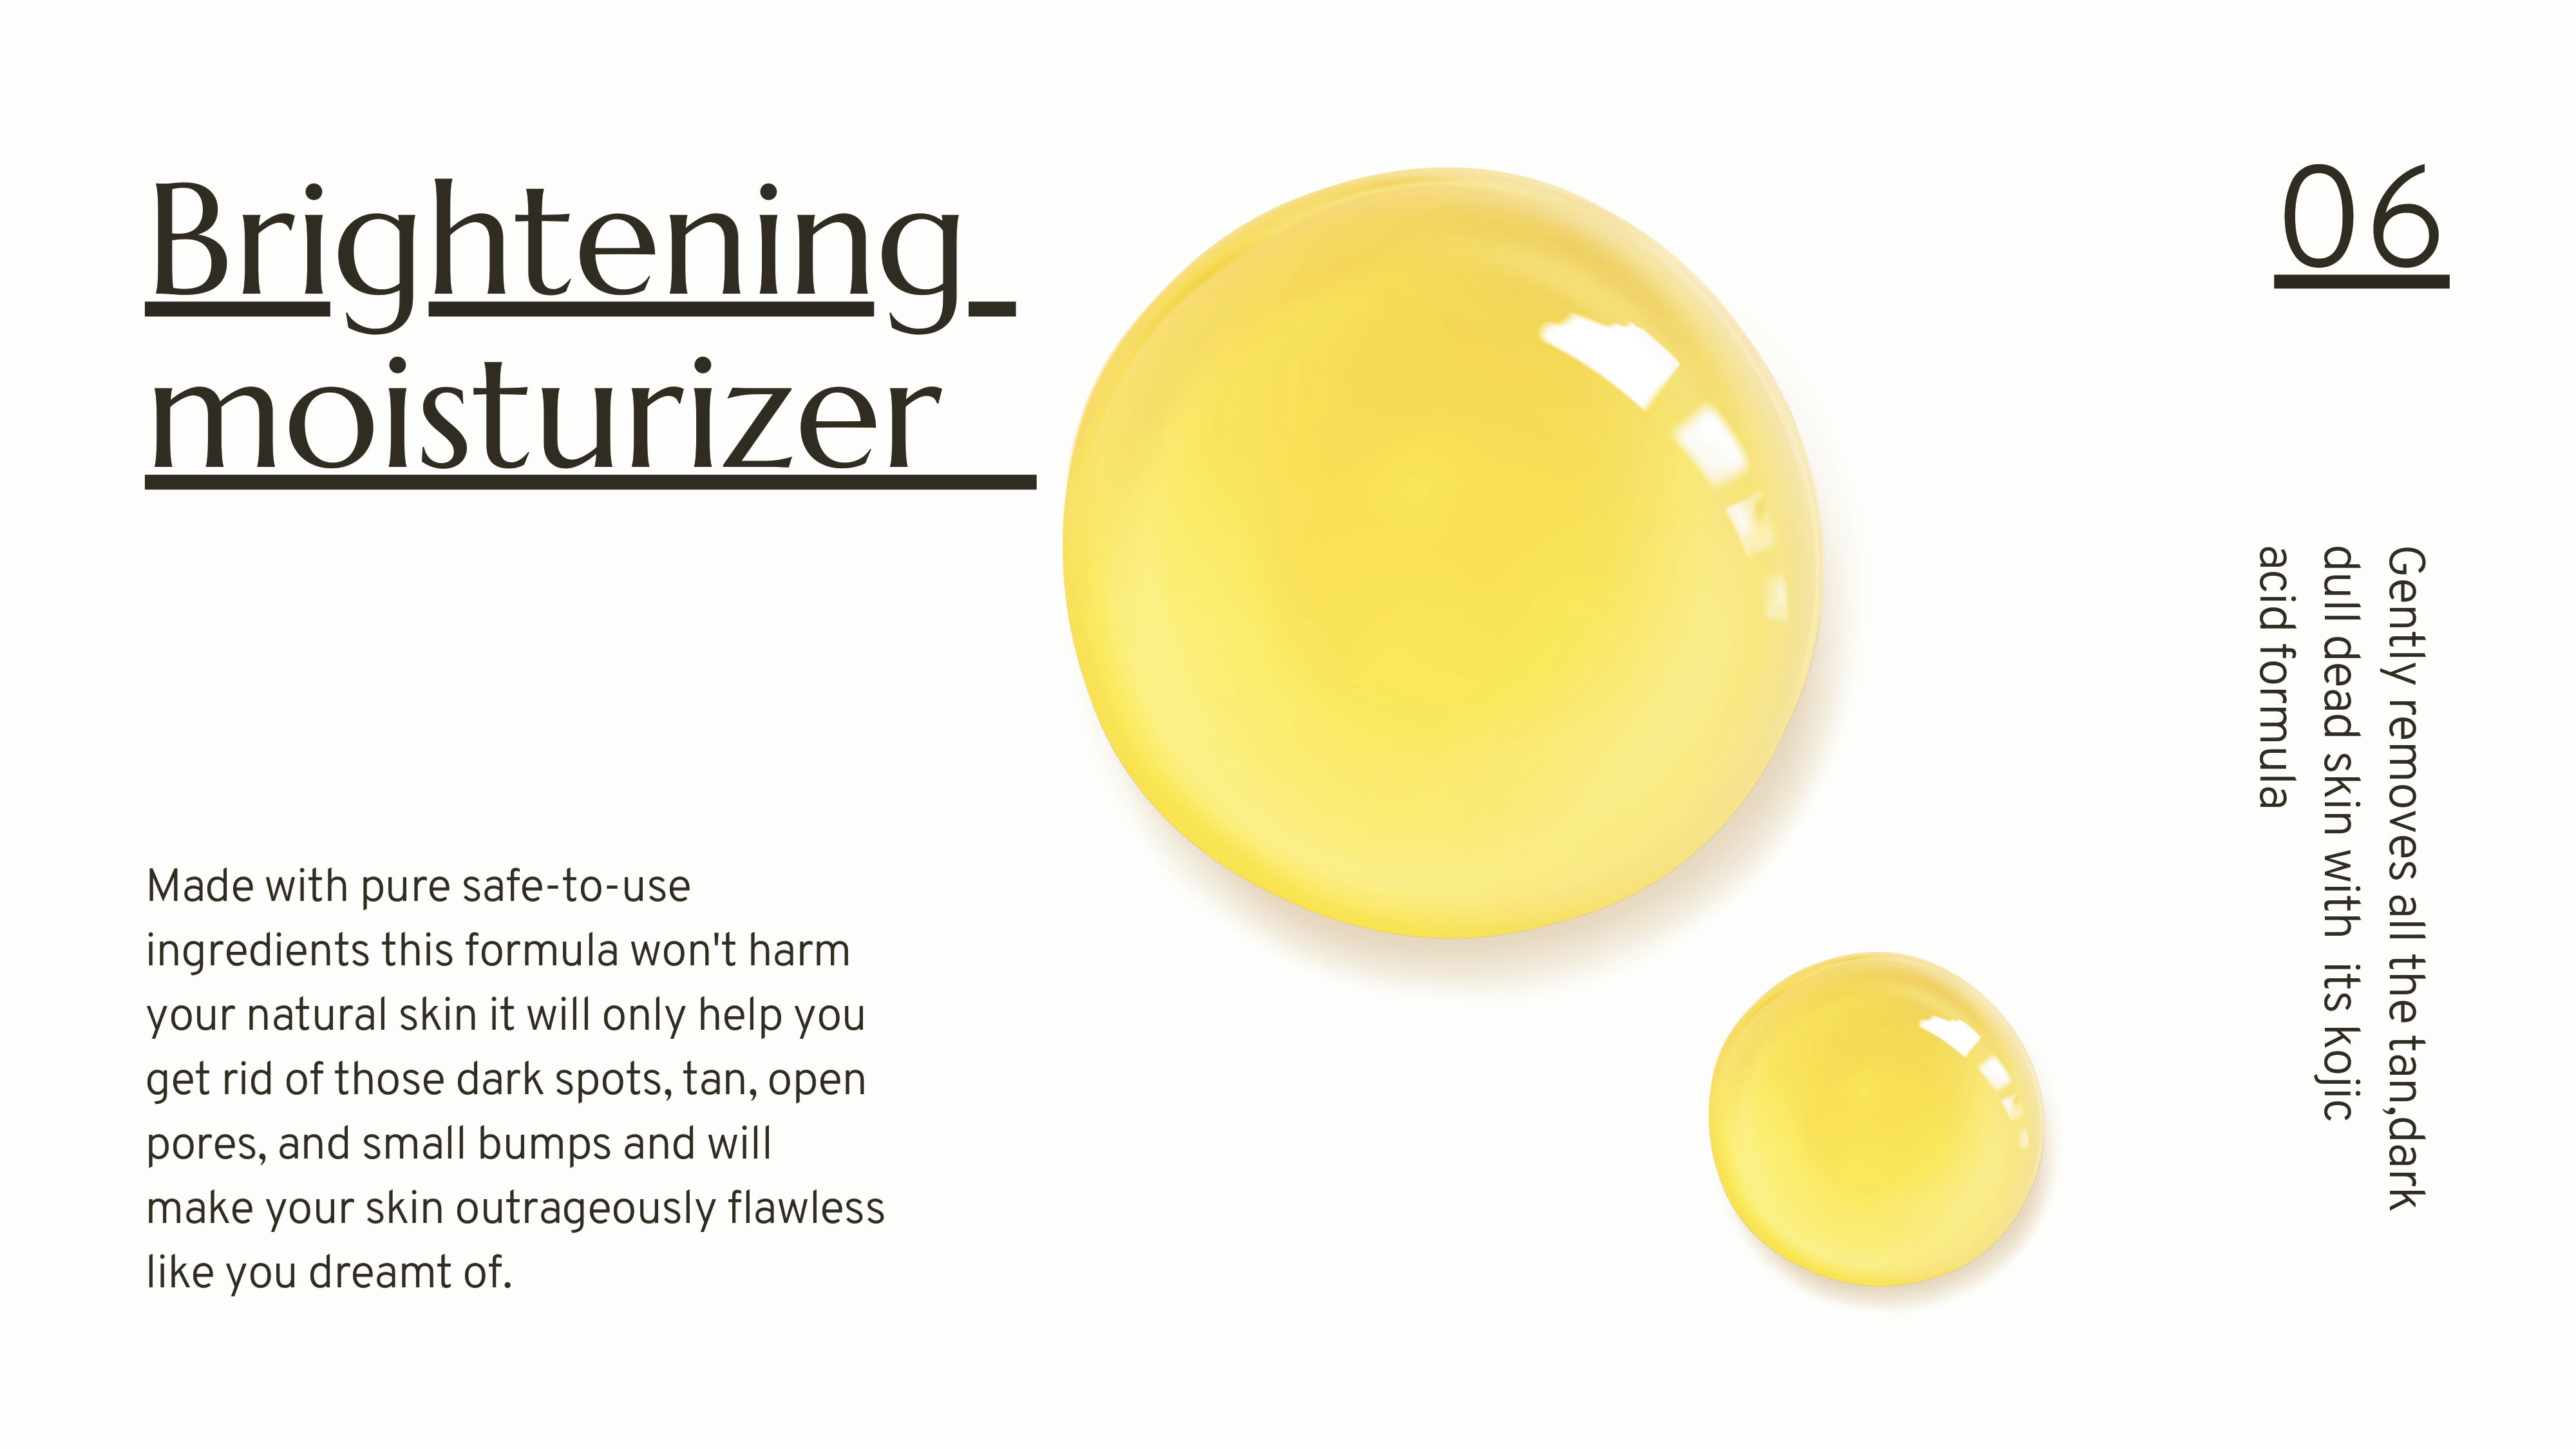 Brightening
moisturizer
06
Made with pure safe-to-use
ingredients this formula won't harm
your natural skin it will only help you
get rid of those dark spots, tan, open
pores, and small bumps and will
make your skin outrageously flawless
like you dreamt of.
Gently removes all the tan,dark
dull dead skin with  its kojic
acid formula